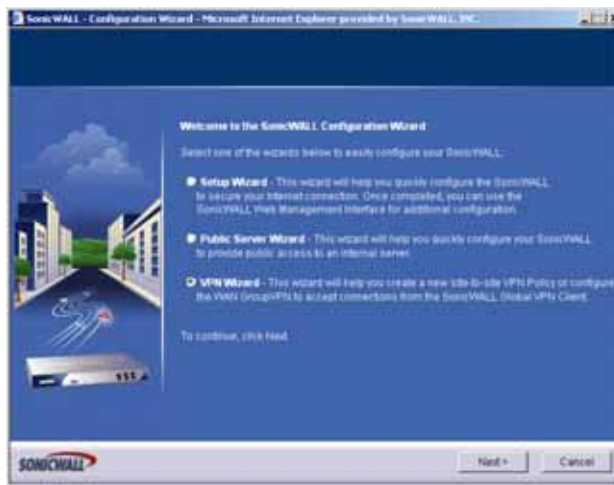 SonicWALL - Configuration Wizard - Microsoft Internet Explorer provided by SonicWALL, INC.
Welcome to the SonicWALL Configuration Wizard
Select one of the wizards below to easily configure your SonicWALL.
Setup Wizard - This wizard will help you quickly configure the SonicWALL
to secure your Internet connection. Once completed, you can use the
SonicWALL Web Management Interface for additional configuration.
Public Server Wizard - This wizard will help you quickly configure your SonicWALL
to provide public access to an internal server.
VPN Wizard - This wizard will help you create a new site-to-site VPN Policy or configure
the WAN GroupVPN to accept connections from the SonicWALL Global VPN Client.
To continue, click Next.
SONICWALL
Next >
Cancel